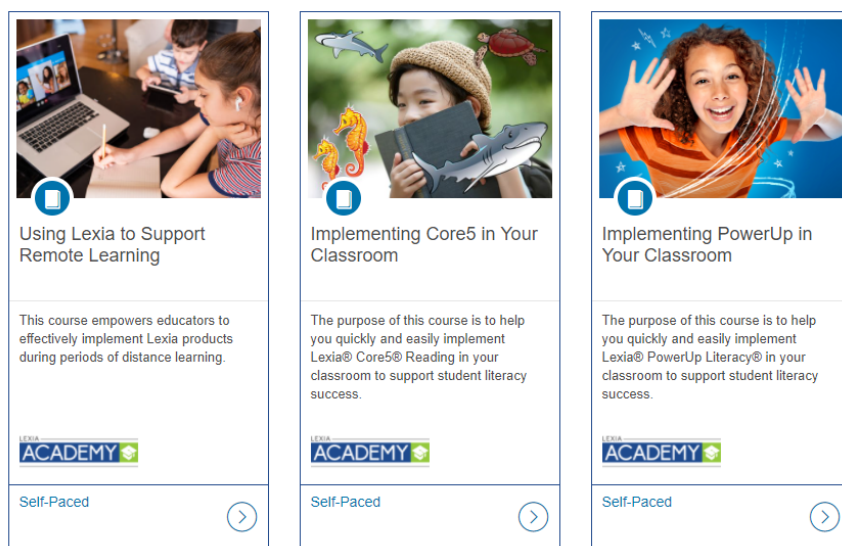 Using Lexia to Support
Remote Learning
This course empowers educators to
effectively implement Lexia products
during periods of distance learning.
LEXIA
ACADEMY
Self-Paced
Implementing Core5 in Your
Classroom
The purpose of this course is to help
you quickly and easily implement
Lexia® Core5® Reading in your
classroom to support student literacy
success.
LEXIA
ACADEMY
Self-Paced
Implementing PowerUp in
Your Classroom
The purpose of this course is to help
you quickly and easily implement
Lexia® PowerUp Literacy® in your
classroom to support student literacy
success.
LEXIA
ACADEMY
Self-Paced